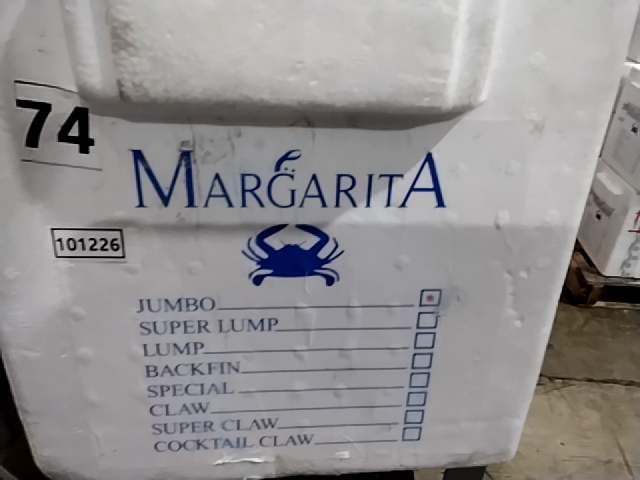 74
MARGARITA
101226
JUMBO
SUPER LUMP
LUMP
BACKFIN
SPECIAL
CLAW
SUPER CLAW
COCKTAIL CLAW